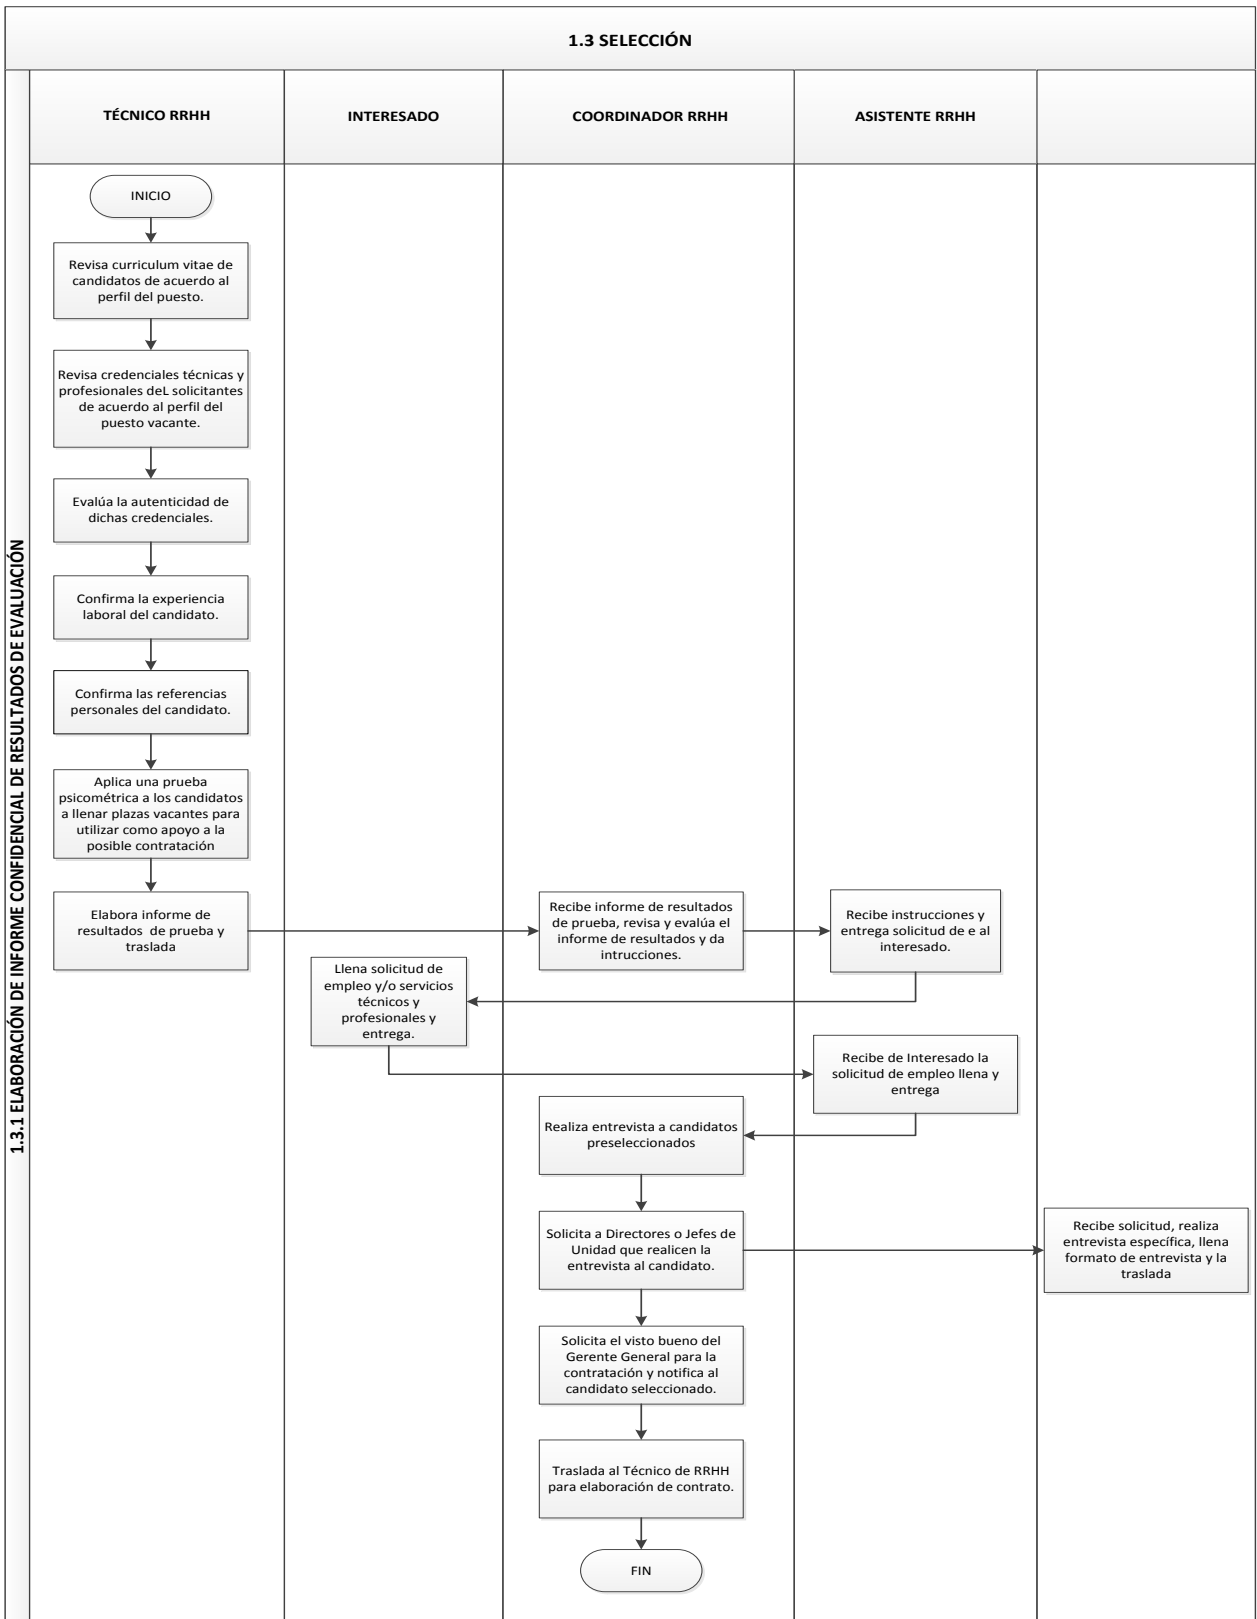 1.3 SELECCIÓN
1.3.1 ELABORACIÓN DE INFORME CONFIDENCIAL DE RESULTADOS DE EVALUACIÓN
TÉCNICO RRHH
INTERESADO
COORDINADOR RRHH
ASISTENTE RRHH
INICIO
Revisa curriculum vitae de
candidatos de acuerdo al
perfil del puesto.
Revisa credenciales técnicas y
profesionales deL solicitantes
de acuerdo al perfil del
puesto vacante.
Evalúa la autenticidad de
dichas credenciales.
Confirma la experiencia
laboral del candidato.
Confirma las referencias
personales del candidato.
Aplica una prueba
psicométrica a los candidatos
a llenar plazas vacantes para
utilizar como apoyo a la
posible contratación
Elabora informe de
resultados de prueba y
traslada
Recibe informe de resultados
de prueba, revisa y evalúa el
informe de resultados y da
intrucciones.
Recibe instrucciones y
entrega solicitud de e al
interesado.
Llena solicitud de
empleo y/o servicios
técnicos y
profesionales y
entrega.
Recibe de Interesado la
solicitud de empleo llena y
entrega
Realiza entrevista a candidatos
preseleccionados
Solicita a Directores o Jefes de
Unidad que realicen la
entrevista al candidato.
Recibe solicitud, realiza
entrevista específica, llena
formato de entrevista y la
traslada
Solicita el visto bueno del
Gerente General para la
contratación y notifica al
candidato seleccionado.
Traslada al Técnico de RRHH
para elaboración de contrato.
FIN